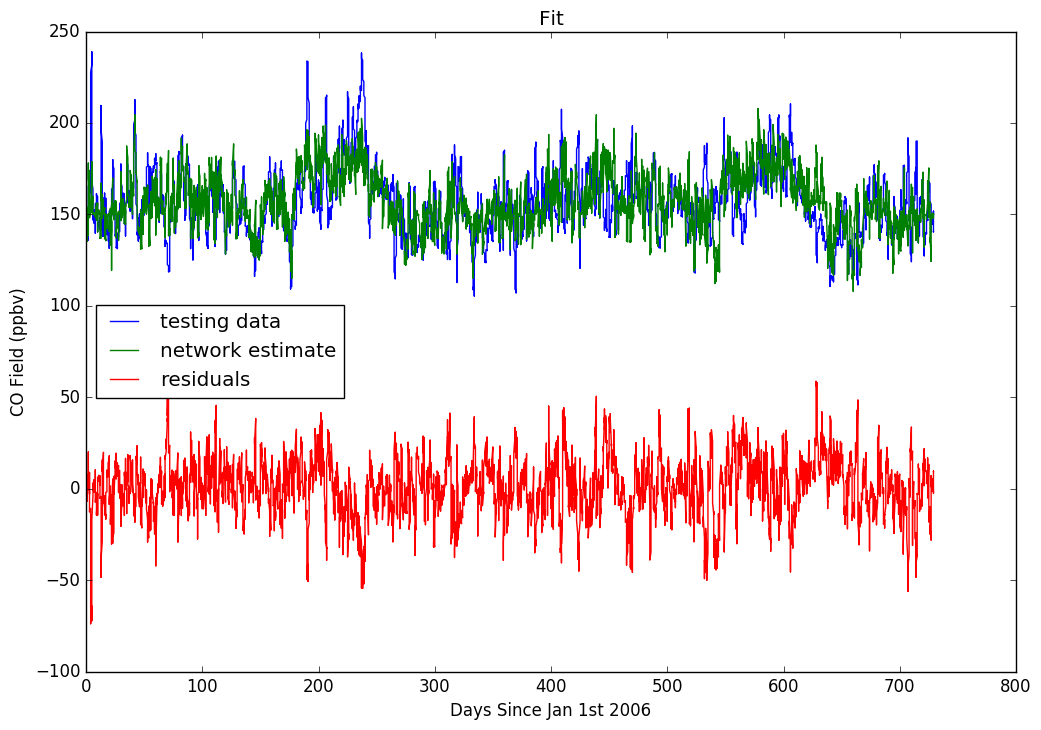 Fit
250
200
150
100
50
0
−50
−100
CO Field (ppbv)
testing data
network estimate
residuals
0 100 200 300 400 500 600 700 800
Days Since Jan 1st 2006